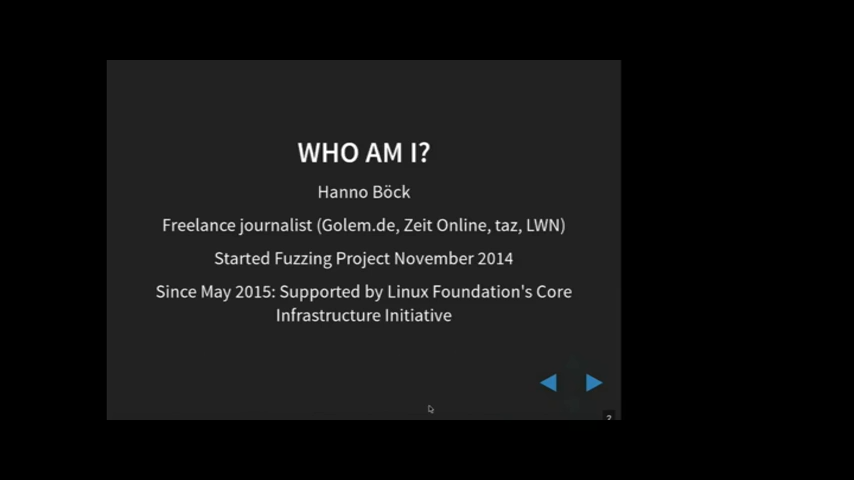 WHO AM I?
Hanno Böck
Freelance journalist (Golem.de, Zeit Online, taz, LWN)
Started Fuzzing Project November 2014
Since May 2015: Supported by Linux Foundation's Core
Infrastructure Initiative